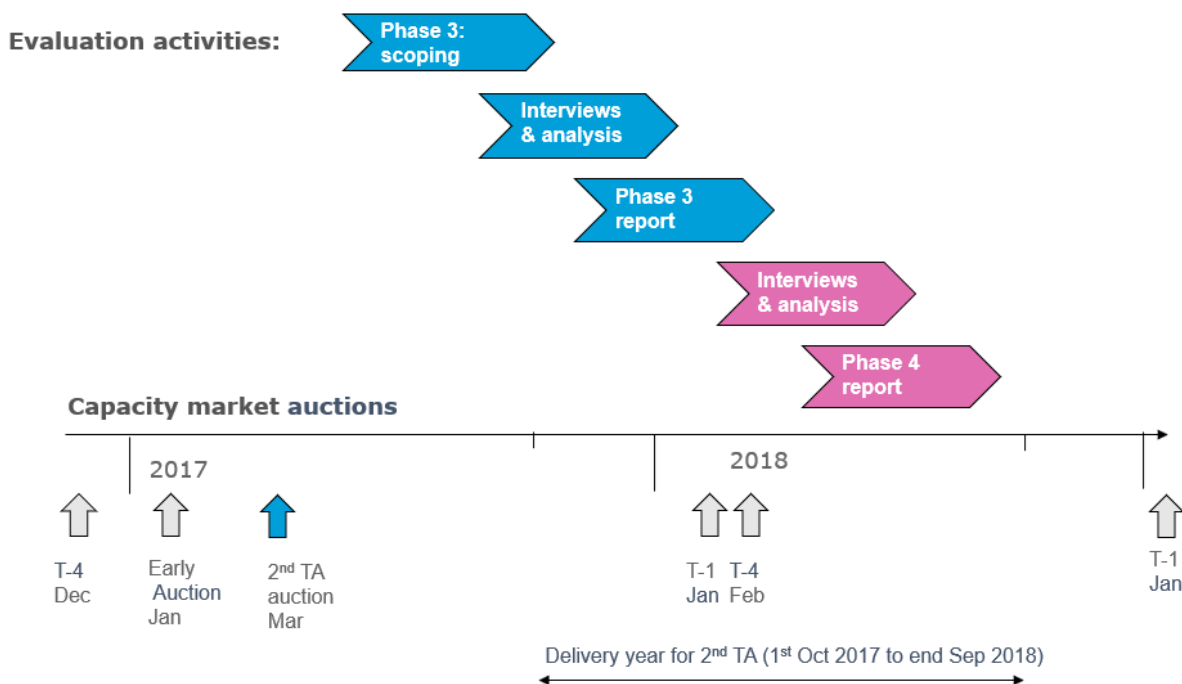 Evaluation activities:
Phase 3:
scoping
Interviews
& analysis
Phase 3
report
Interviews
& analysis
Phase 4
report
Capacity market auctions
2017
2018
T-4
Dec
Early
Auction
Jan
2nd TA
auction
Mar
T-1
Jan
T-4
Feb
T-1
Jan
Delivery year for 2nd TA (1st Oct 2017 to end Sep 2018)